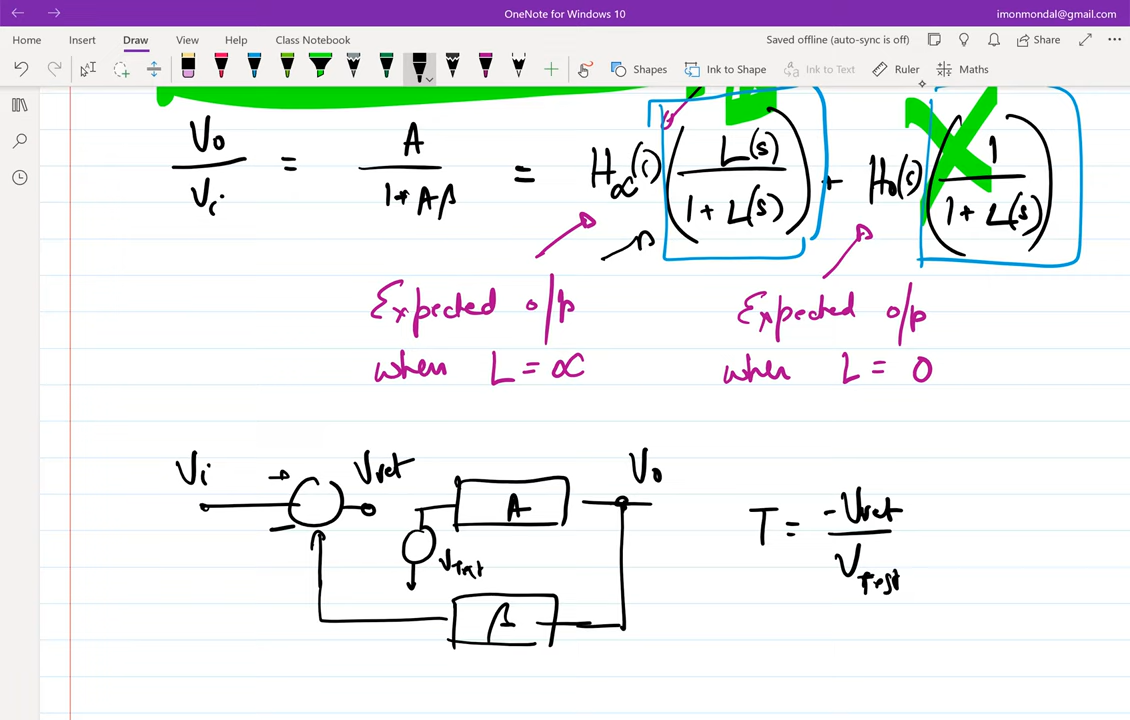 OneNote for Windows 10
imonmondal@gmail.com
Home Insert Draw View Help Class Notebook
Saved offline (auto-sync is off)
Share
Shapes Ink to Shape Ink to Text Ruler Maths
Vo/Vi = A/(1+Aβ) = H∞(s) (L(s)/(1+L(s))) + H0(s) (1/(1+L(s)))
Expected o/p
when L = ∞
Expected o/p
when L = 0
Vi
Vret
Vo
A
Vtest
β
T = -Vret/Vtest